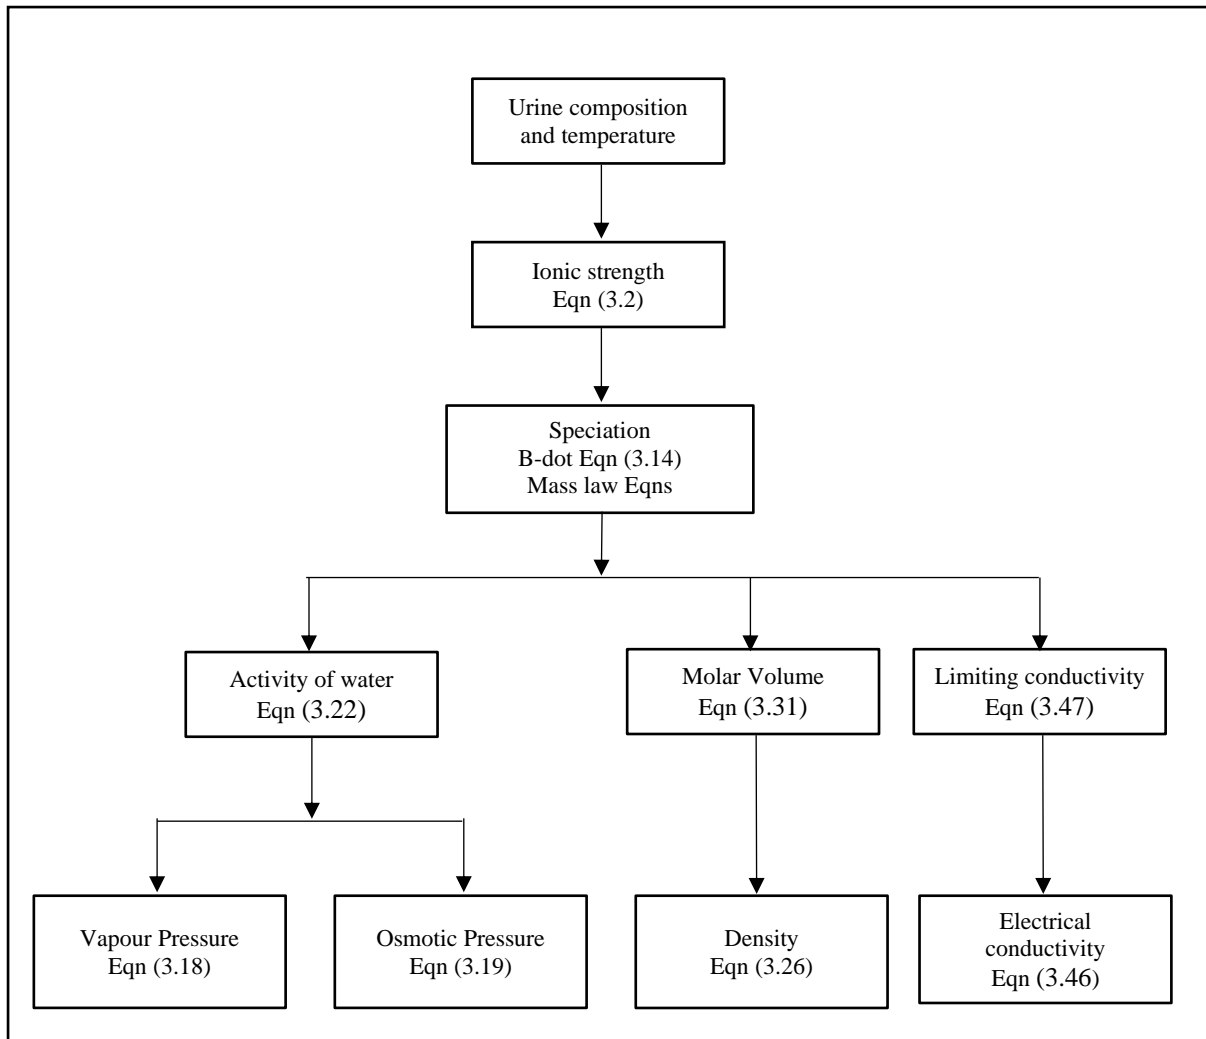 Urine composition
and temperature
Ionic strength
Eqn (3.2)
Speciation
B-dot Eqn (3.14)
Mass law Eqns
Activity of water
Eqn (3.22)
Molar Volume
Eqn (3.31)
Limiting conductivity
Eqn (3.47)
Vapour Pressure
Eqn (3.18)
Osmotic Pressure
Eqn (3.19)
Density
Eqn (3.26)
Electrical
conductivity
Eqn (3.46)